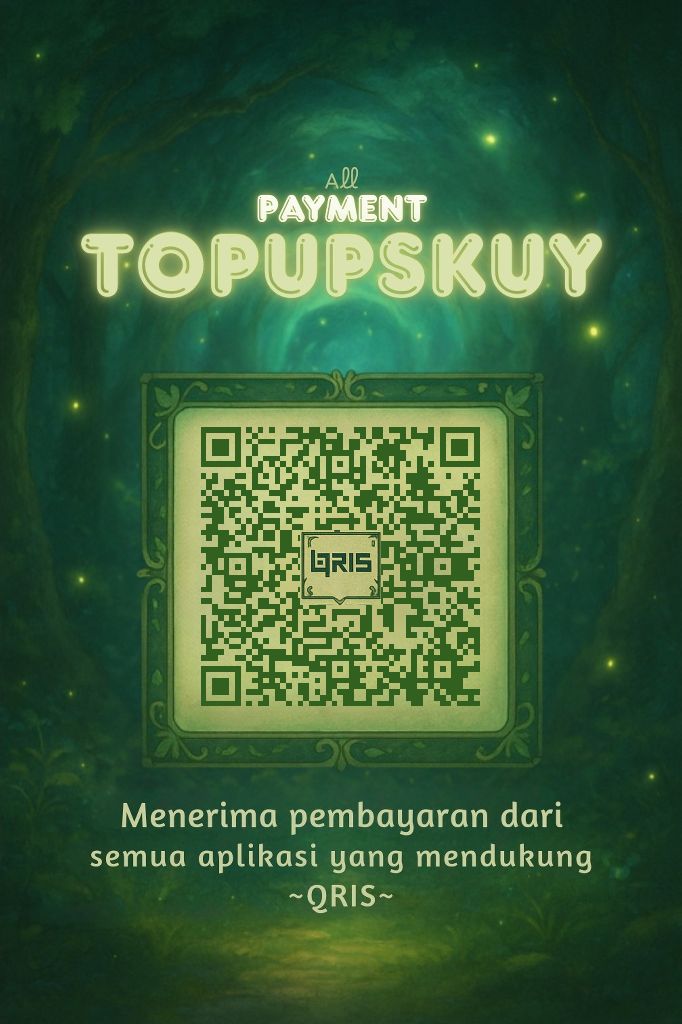 All
PAYMENT
TOPUPSKUY
QRIS
Menerima pembayaran dari
semua aplikasi yang mendukung
~QRIS~